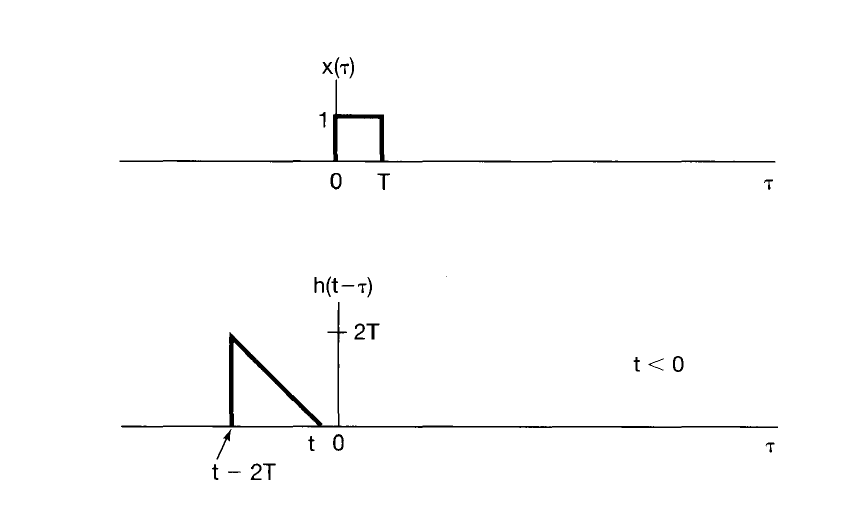 x(τ)
1
0 T τ
h(t−τ)
2T
t < 0
t 0 τ
t − 2T